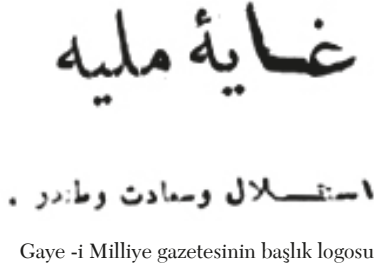 غایهٔ ملیه
استقلال وسعادت وطندر .
Gaye -i Milliye gazetesinin başlık logosu